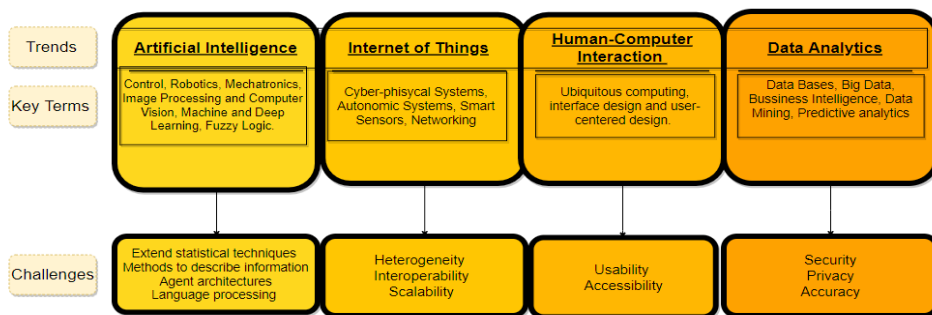 Trends
Artificial Intelligence
Internet of Things
Human-Computer
Interaction
Data Analytics
Key Terms
Control, Robotics, Mechatronics,
Image Processing and Computer
Vision, Machine and Deep
Learning, Fuzzy Logic.
Cyber-phisycal Systems,
Autonomic Systems, Smart
Sensors, Networking
Ubiquitous computing,
interface design and user-
centered design.
Data Bases, Big Data,
Bussiness Intelligence, Data
Mining, Predictive analytics
Challenges
Extend statistical techniques
Methods to describe information
Agent architectures
Language processing
Heterogeneity
Interoperability
Scalability
Usability
Accessibility
Security
Privacy
Accuracy